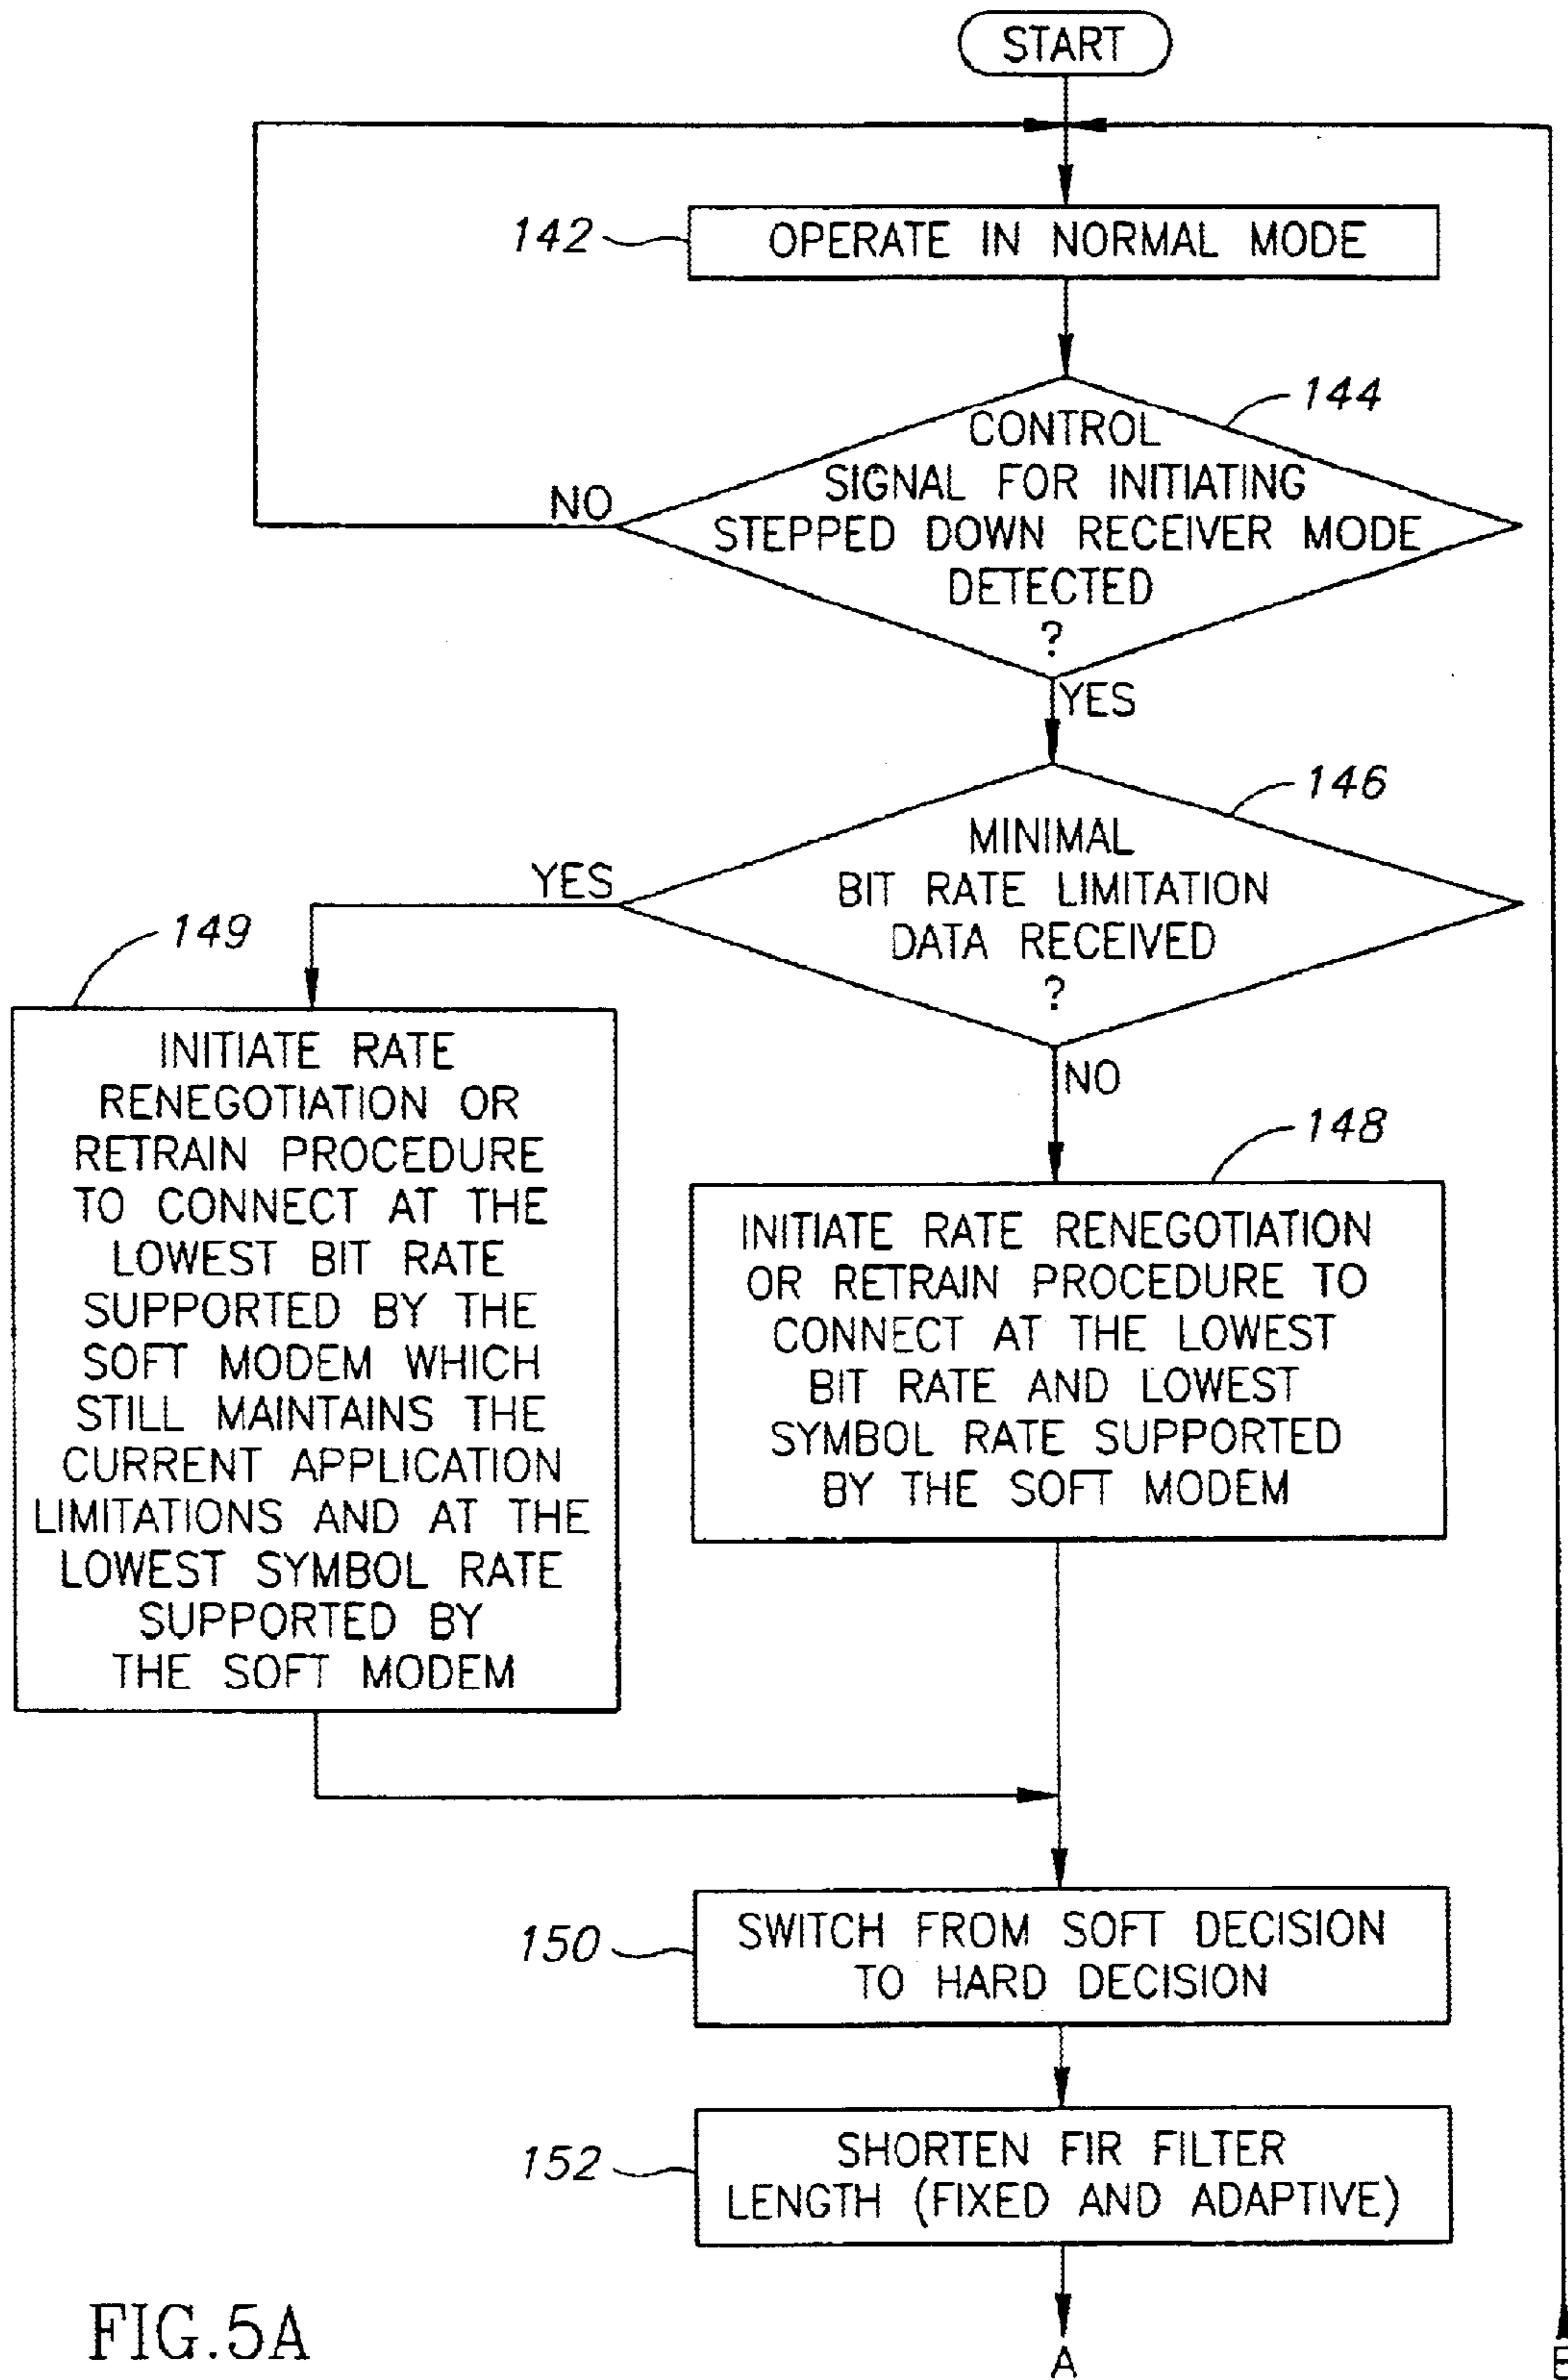 START
142
OPERATE IN NORMAL MODE
144
CONTROL
SIGNAL FOR INITIATING
STEPPED DOWN RECEIVER MODE
DETECTED
?
NO
YES
146
MINIMAL
BIT RATE LIMITATION
DATA RECEIVED
?
YES
NO
149
INITIATE RATE
RENEGOTIATION OR
RETRAIN PROCEDURE
TO CONNECT AT THE
LOWEST BIT RATE
SUPPORTED BY THE
SOFT MODEM WHICH
STILL MAINTAINS THE
CURRENT APPLICATION
LIMITATIONS AND AT THE
LOWEST SYMBOL RATE
SUPPORTED BY
THE SOFT MODEM
148
INITIATE RATE RENEGOTIATION
OR RETRAIN PROCEDURE TO
CONNECT AT THE LOWEST
BIT RATE AND LOWEST
SYMBOL RATE SUPPORTED
BY THE SOFT MODEM
150
SWITCH FROM SOFT DECISION
TO HARD DECISION
152
SHORTEN FIR FILTER
LENGTH (FIXED AND ADAPTIVE)
A
FIG.5A